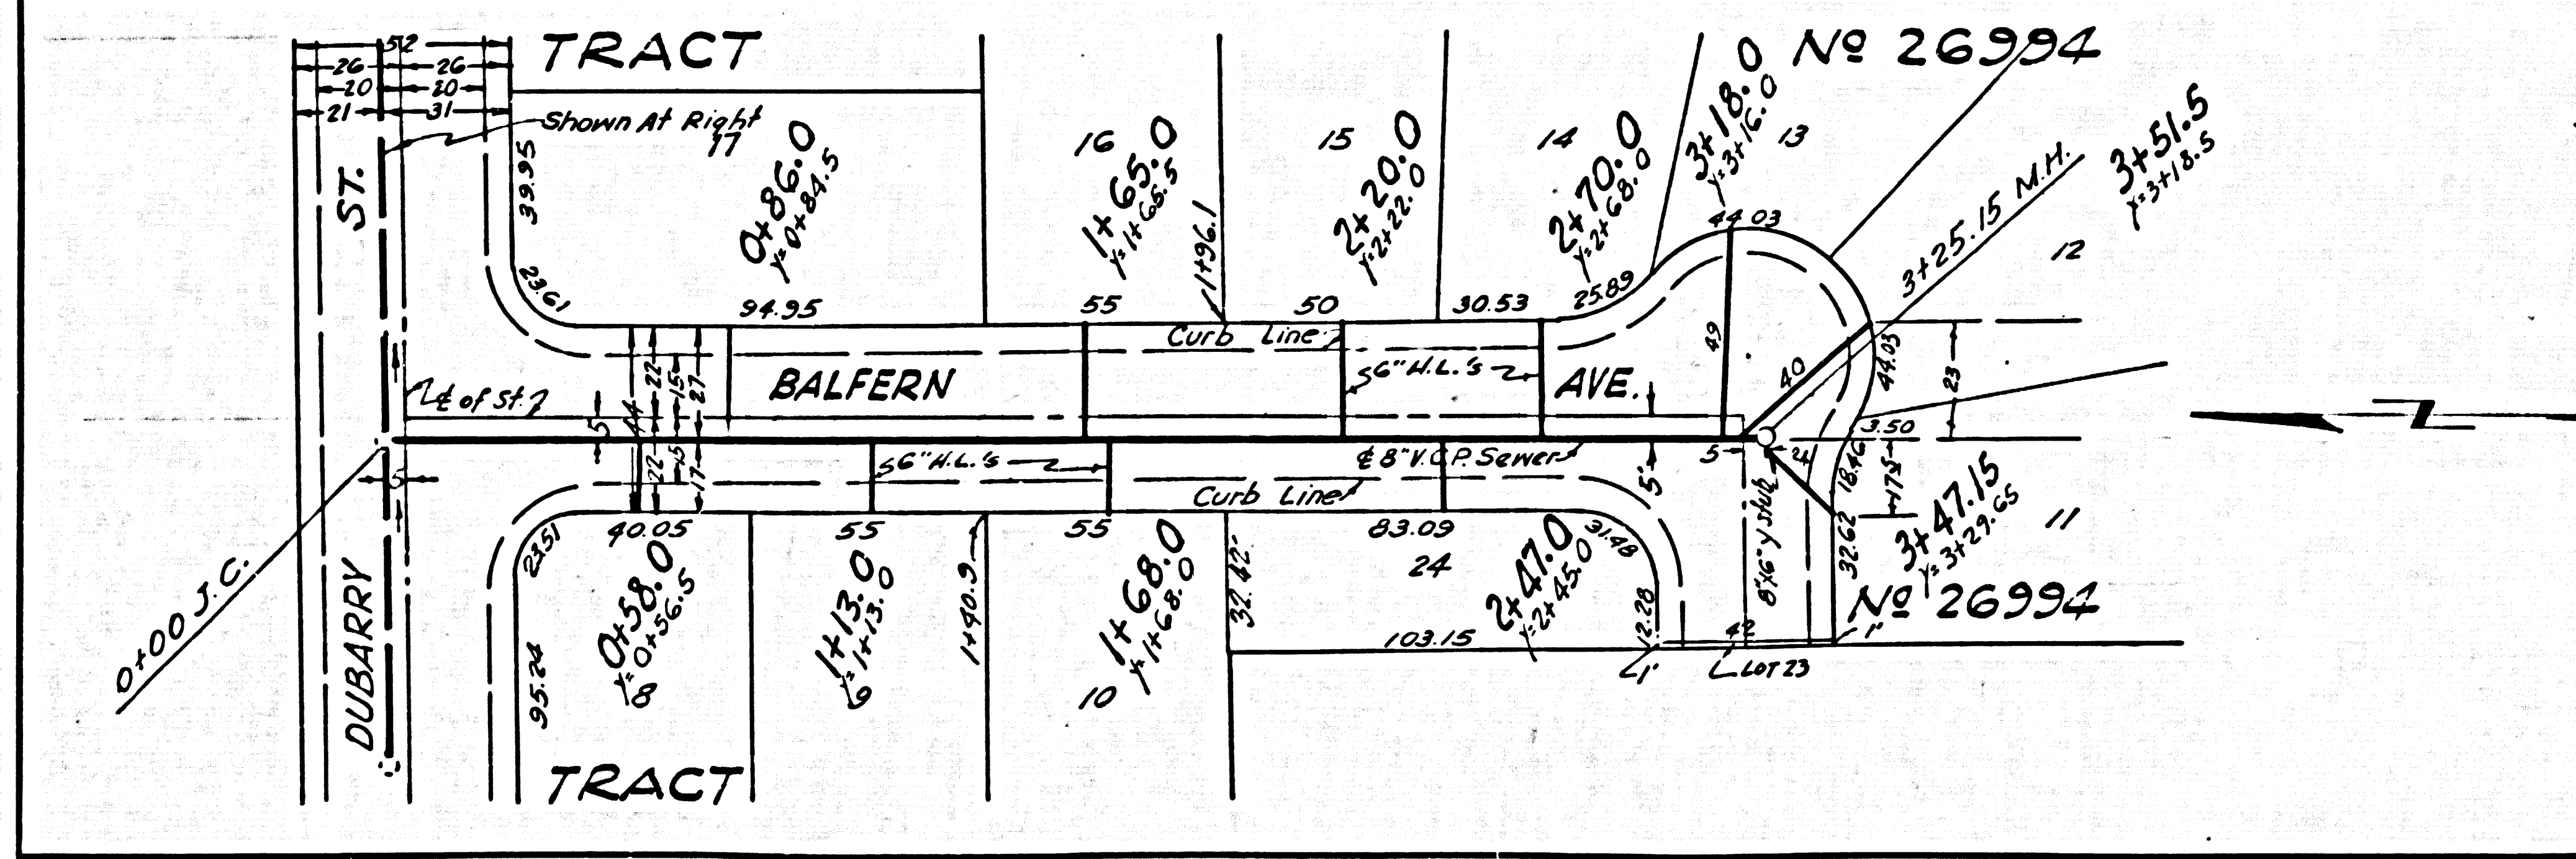 TRACT
Nº 26994
52
26 26
20 20
21 31
Shown At Right
17
ST.
39.95
23.61
0+86.0
Y=0+84.5
94.95
16
1+65.0
Y=1+65.5
1+96.1
55
15
2+20.0
Y=2+22.0
50
14
2+70.0
Y=2+68.0
30.53
25.89
3+18.0
Y=3+16.0
13
44.03
3+25.15 M.H.
3+51.5
Y=3+18.5
12
Curb Line
6" H.L.'s
BALFERN
AVE.
49
40
44.03
23
₵ of St.
5
44
22
15
27
22
15
17
5
3.50
6" H.L.'s
₵ 8" V.C.P. Sewer
5
24
18.46
17.5
5'
Curb Line
8"x6" Y stub
40.05
55
55
83.09
31.48
23.51
0+00 J.C.
DUBARRY
0+58.0
Y=0+56.5
8
1+13.0
Y=1+13.0
9
1+40.9
1+68.0
Y=1+68.0
10
32.42
24
2+47.0
Y=2+45.0
12.28
32.62
3+47.15
Y=3+29.65
11
Nº 26994
95.24
103.15
42
1'
1'
LOT 23
TRACT